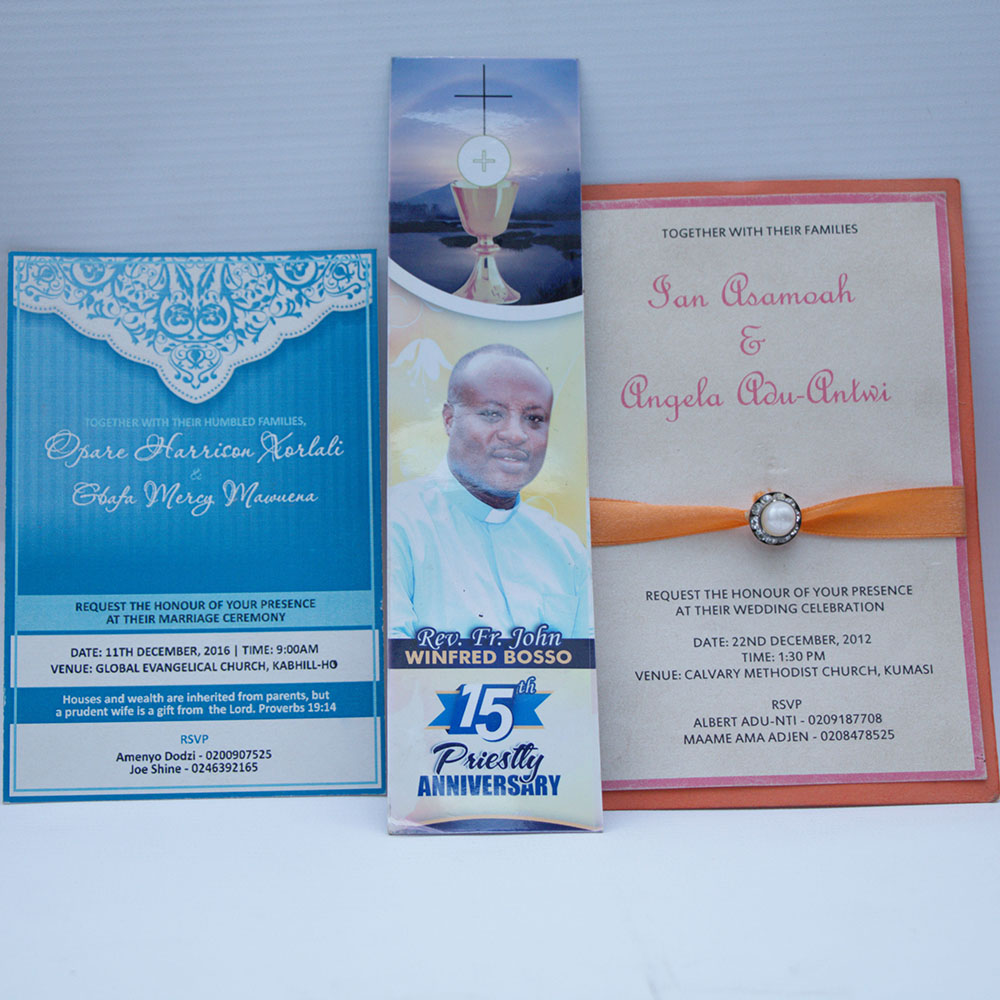 TOGETHER WITH THEIR HUMBLED FAMILIES,
Opare Harrison Xorlali
&
Gbafa Mercy Mawuena
REQUEST THE HONOUR OF YOUR PRESENCE
AT THEIR MARRIAGE CEREMONY
DATE: 11TH DECEMBER, 2016 | TIME: 9:00AM
VENUE: GLOBAL EVANGELICAL CHURCH, KABHILL-HO
Houses and wealth are inherited from parents, but
a prudent wife is a gift from the Lord. Proverbs 19:14
RSVP
Amenyo Dodzi - 0200907525
Joe Shine - 0246392165
Rev. Fr. John
WINFRED BOSSO
15th
Priestly
ANNIVERSARY
TOGETHER WITH THEIR FAMILIES
Ian Asamoah
&
Angela Adu-Antwi
REQUEST THE HONOUR OF YOUR PRESENCE
AT THEIR WEDDING CELEBRATION
DATE: 22ND DECEMBER, 2012
TIME: 1:30 PM
VENUE: CALVARY METHODIST CHURCH, KUMASI
RSVP
ALBERT ADU-NTI - 0209187708
MAAME AMA ADJEN - 0208478525